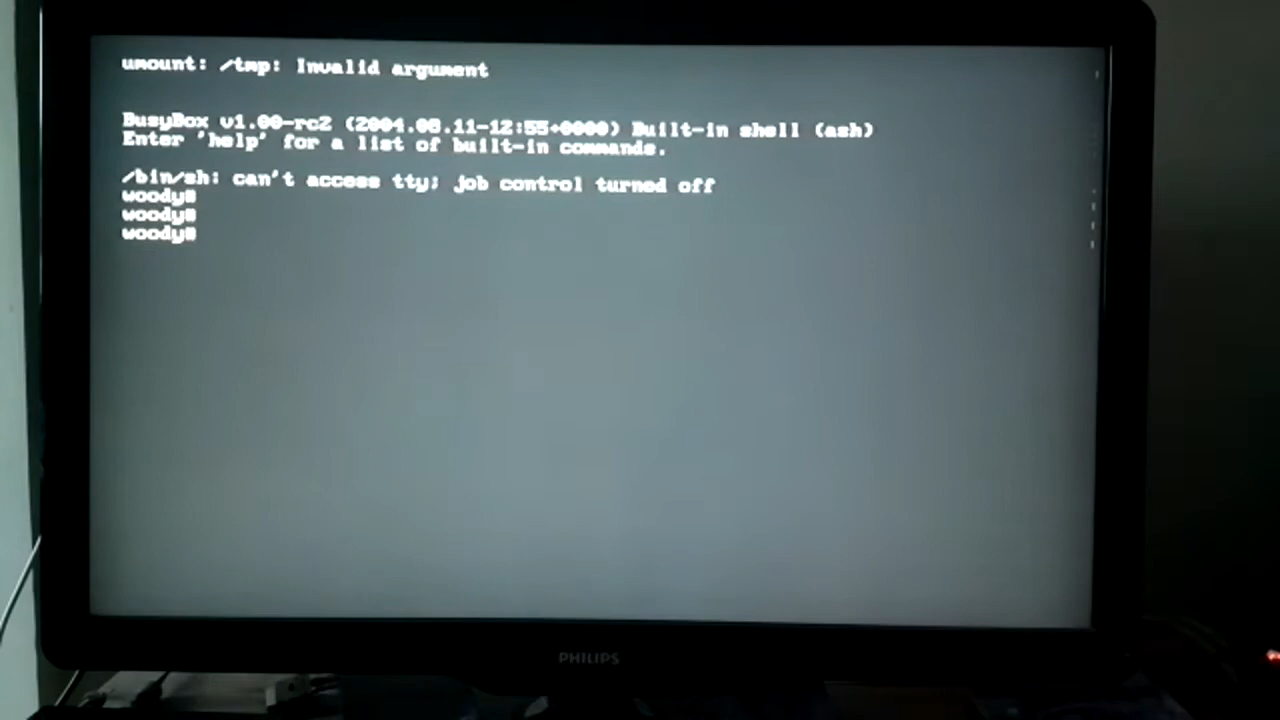 umount: /tmp: Invalid argument
BusyBox v1.00-rc2 (2004.08.11-12:55+0000) Built-in shell (ash)
Enter 'help' for a list of built-in commands.
/bin/sh: can't access tty; job control turned off
woody#
woody#
woody#
PHILIPS